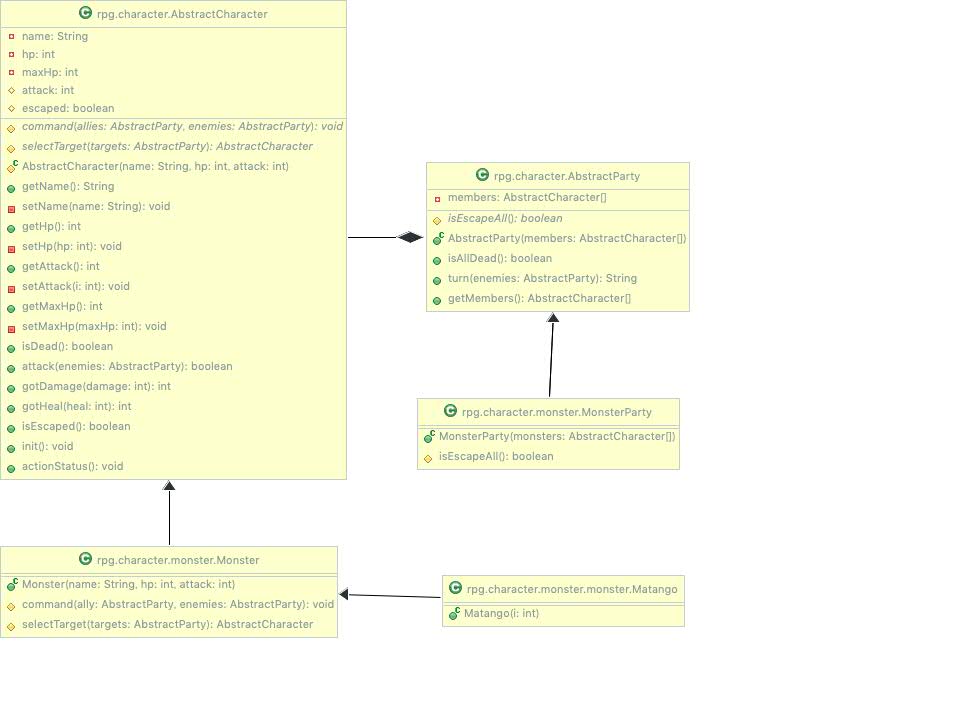 rpg.character.AbstractCharacter
name: String
hp: int
maxHp: int
attack: int
escaped: boolean
command(allies: AbstractParty, enemies: AbstractParty): void
selectTarget(targets: AbstractParty): AbstractCharacter
AbstractCharacter(name: String, hp: int, attack: int)
getName(): String
setName(name: String): void
getHp(): int
setHp(hp: int): void
getAttack(): int
setAttack(i: int): void
getMaxHp(): int
setMaxHp(maxHp: int): void
isDead(): boolean
attack(enemies: AbstractParty): boolean
gotDamage(damage: int): int
gotHeal(heal: int): int
isEscaped(): boolean
init(): void
actionStatus(): void
rpg.character.AbstractParty
members: AbstractCharacter[]
isEscapeAll(): boolean
AbstractParty(members: AbstractCharacter[])
isAllDead(): boolean
turn(enemies: AbstractParty): String
getMembers(): AbstractCharacter[]
rpg.character.monster.MonsterParty
MonsterParty(monsters: AbstractCharacter[])
isEscapeAll(): boolean
rpg.character.monster.Monster
Monster(name: String, hp: int, attack: int)
command(ally: AbstractParty, enemies: AbstractParty): void
selectTarget(targets: AbstractParty): AbstractCharacter
rpg.character.monster.monster.Matango
Matango(i: int)